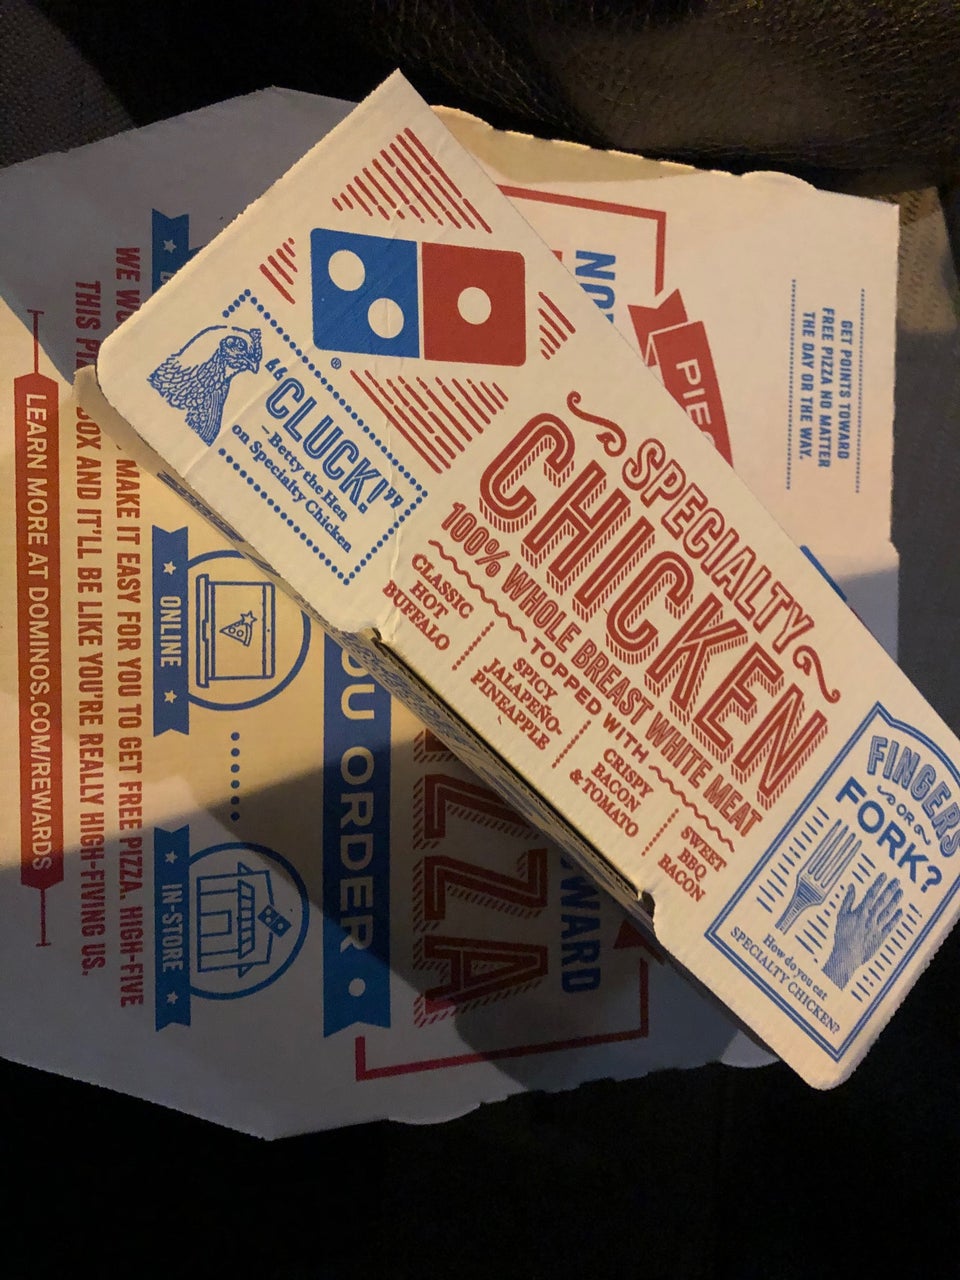 "CLUCK!"
—Betty the Hen
on Specialty Chicken
SPECIALTY
CHICKEN
100% WHOLE BREAST WHITE MEAT
TOPPED WITH
CLASSIC
HOT
BUFFALO
SPICY
JALAPEÑO-
PINEAPPLE
CRISPY
BACON
& TOMATO
SWEET
BBQ
BACON
FINGERS
OR
FORK?
How do you eat
SPECIALTY CHICKEN?
GET POINTS TOWARD
FREE PIZZA NO MATTER
THE DAY OR THE WAY.
OU ORDER
ONLINE
IN-STORE
MAKE IT EASY FOR YOU TO GET FREE PIZZA. HIGH-FIVE
THIS BOX AND IT'LL BE LIKE YOU'RE REALLY HIGH-FIVING US.
LEARN MORE AT DOMINOS.COM/REWARDS